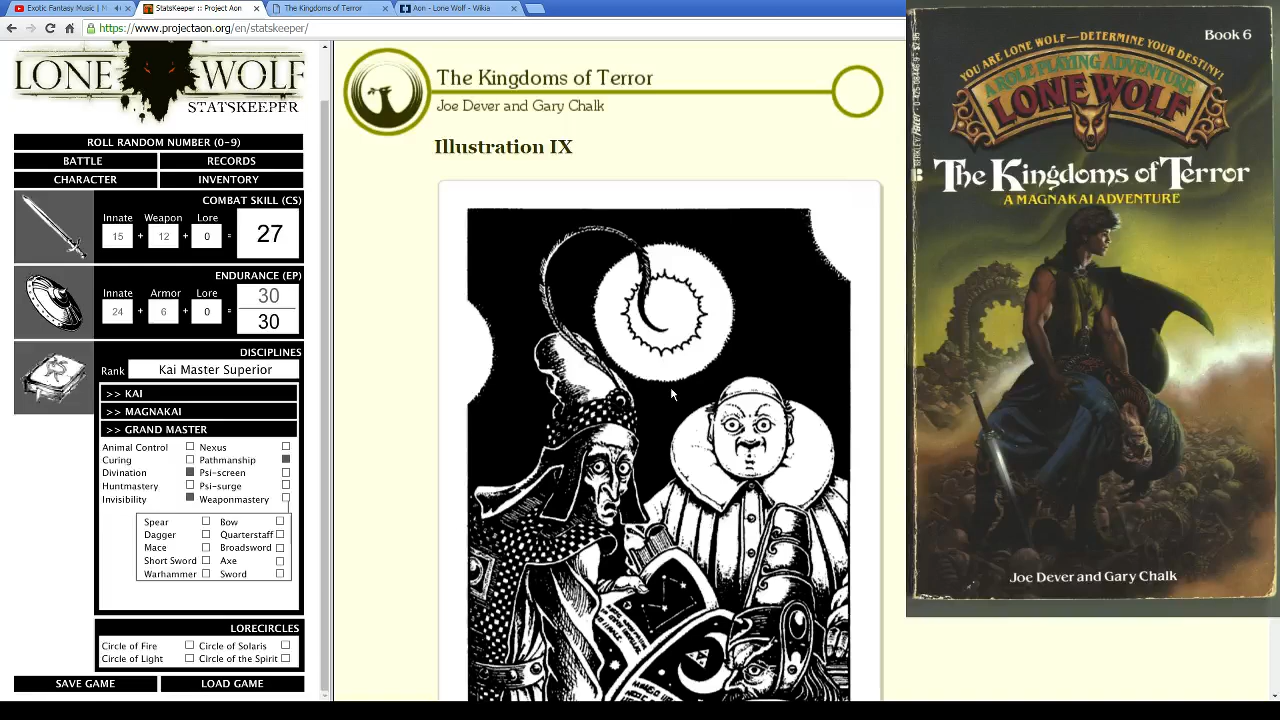 Exotic Fantasy Music | M
StatsKeeper :: Project Aon
The Kingdoms of Terror
Aon - Lone Wolf - Wikia
https://www.projectaon.org/en/statskeeper/
LONE WOLF
STATSKEEPER
ROLL RANDOM NUMBER (0-9)
BATTLE RECORDS
CHARACTER INVENTORY
COMBAT SKILL (CS)
Innate Weapon Lore
15 + 12 + 0 = 27
ENDURANCE (EP)
Innate Armor Lore 30
24 + 6 + 0 = 30
DISCIPLINES
Rank Kai Master Superior
>> KAI
>> MAGNAKAI
>> GRAND MASTER
Animal Control Nexus
Curing Pathmanship
Divination Psi-screen
Huntmastery Psi-surge
Invisibility Weaponmastery
Spear Bow
Dagger Quarterstaff
Mace Broadsword
Short Sword Axe
Warhammer Sword
LORECIRCLES
Circle of Fire Circle of Solaris
Circle of Light Circle of the Spirit
SAVE GAME LOAD GAME
The Kingdoms of Terror
Joe Dever and Gary Chalk
Illustration IX
Book 6
YOU ARE LONE WOLF—DETERMINE YOUR DESTINY!
A ROLE PLAYING ADVENTURE
LONE WOLF
The Kingdoms of Terror
A MAGNAKAI ADVENTURE
Joe Dever and Gary Chalk